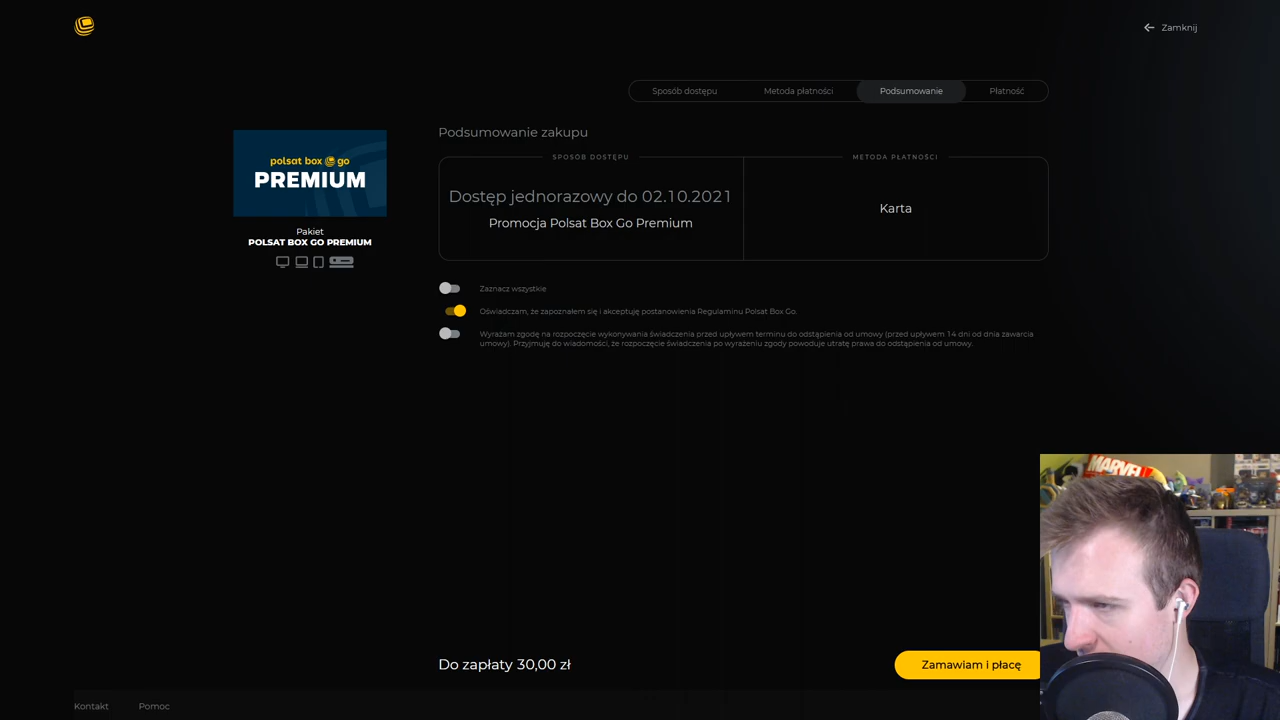 Zamknij
Sposób dostępu
Metoda płatności
Podsumowanie
Płatność
Podsumowanie zakupu
polsat box go
PREMIUM
Pakiet
POLSAT BOX GO PREMIUM
SPOSÓB DOSTĘPU
METODA PŁATNOŚCI
Dostęp jednorazowy do 02.10.2021
Promocja Polsat Box Go Premium
Karta
Zaznacz wszystkie
Oświadczam, że zapoznałem się i akceptuję postanowienia Regulaminu Polsat Box Go.
Wyrażam zgodę na rozpoczęcie wykonywania świadczenia przed upływem terminu do odstąpienia od umowy (przed upływem 14 dni od dnia zawarcia
umowy). Przyjmuję do wiadomości, że rozpoczęcie świadczenia po wyrażeniu zgody powoduje utratę prawa do odstąpienia od umowy.
MARVEL
Do zapłaty 30,00 zł
Zamawiam i płacę
Kontakt
Pomoc